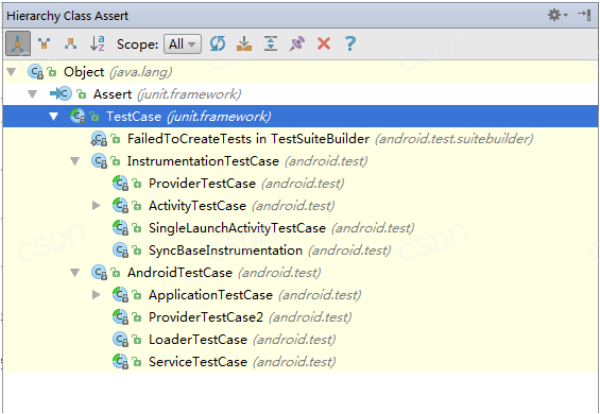 Hierarchy Class Assert
Scope: All
Object (java.lang)
Assert (junit.framework)
TestCase (junit.framework)
FailedToCreateTests in TestSuiteBuilder (android.test.suitebuilder)
InstrumentationTestCase (android.test)
ProviderTestCase (android.test)
ActivityTestCase (android.test)
SingleLaunchActivityTestCase (android.test)
SyncBaseInstrumentation (android.test)
AndroidTestCase (android.test)
ApplicationTestCase (android.test)
ProviderTestCase2 (android.test)
LoaderTestCase (android.test)
ServiceTestCase (android.test)
CSDN
CSDN